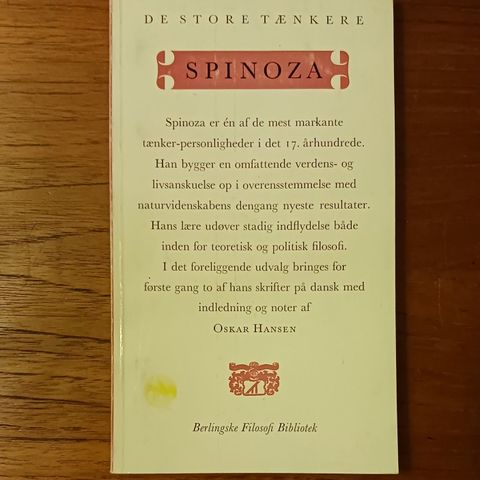 DE STORE TÆNKERE
SPINOZA
Spinoza er én af de mest markante
tænker-personligheder i det 17. århundrede.
Han bygger en omfattende verdens- og
livsanskuelse op i overensstemmelse med
naturvidenskabens dengang nyeste resultater.
Hans lære udøver stadig indflydelse både
inden for teoretisk og politisk filosofi.
I det foreliggende udvalg bringes for
første gang to af hans skrifter på dansk med
indledning og noter af
OSKAR HANSEN
Berlingske Filosofi Bibliotek